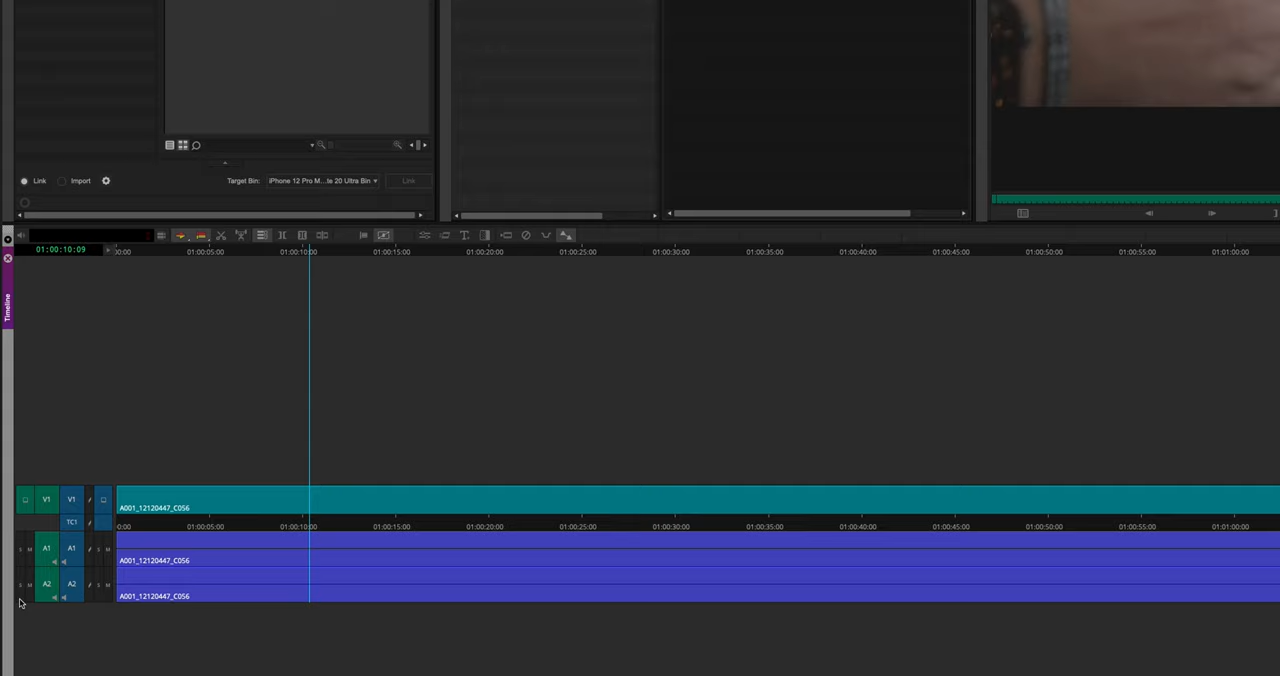 Link Import Target Bin: iPhone 12 Pro M...te 20 Ultra Bin Link
01:00:10:09 00:00 01:00:05:00 01:00:10:00 01:00:15:00 01:00:20:00 01:00:25:00 01:00:30:00 01:00:35:00 01:00:40:00 01:00:45:00 01:00:50:00 01:00:55:00 01:01:00:00
Timeline
V1 V1
A001_12120447_C056
TC1 0:00 01:00:05:00 01:00:10:00 01:00:15:00 01:00:20:00 01:00:25:00 01:00:30:00 01:00:35:00 01:00:40:00 01:00:45:00 01:00:50:00 01:00:55:00 01:01:00:00
S M A1 A1 S M
A001_12120447_C056
S M A2 A2 S M
A001_12120447_C056